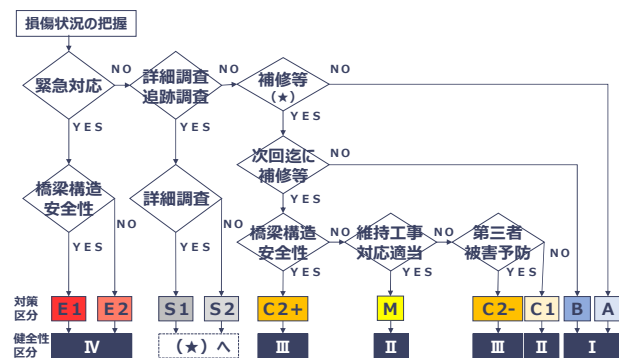 損傷状況の把握
緊急対応
NO
詳細調査
追跡調査
NO
補修等
(★)
NO
YES
YES
YES
次回迄に
補修等
NO
YES
橋梁構造
安全性
NO
YES
詳細調査
NO
YES
橋梁構造
安全性
NO
YES
維持工事
対応適当
NO
YES
第三者
被害予防
NO
YES
対策
区分
E1
E2
S1
S2
C2+
M
C2-
C1
B
A
健全性
区分
Ⅳ
(★)へ
Ⅲ
Ⅱ
Ⅲ
Ⅱ
Ⅰ